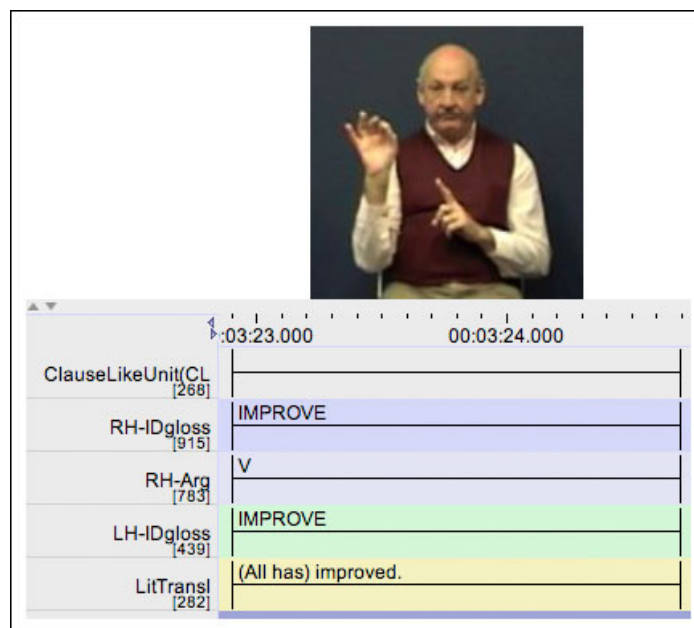 :03:23.000 00:03:24.000
ClauseLikeUnit(CL
[268]
RH-IDgloss IMPROVE
[915]
RH-Arg V
[783]
LH-IDgloss IMPROVE
[439]
LitTransl (All has) improved.
[282]